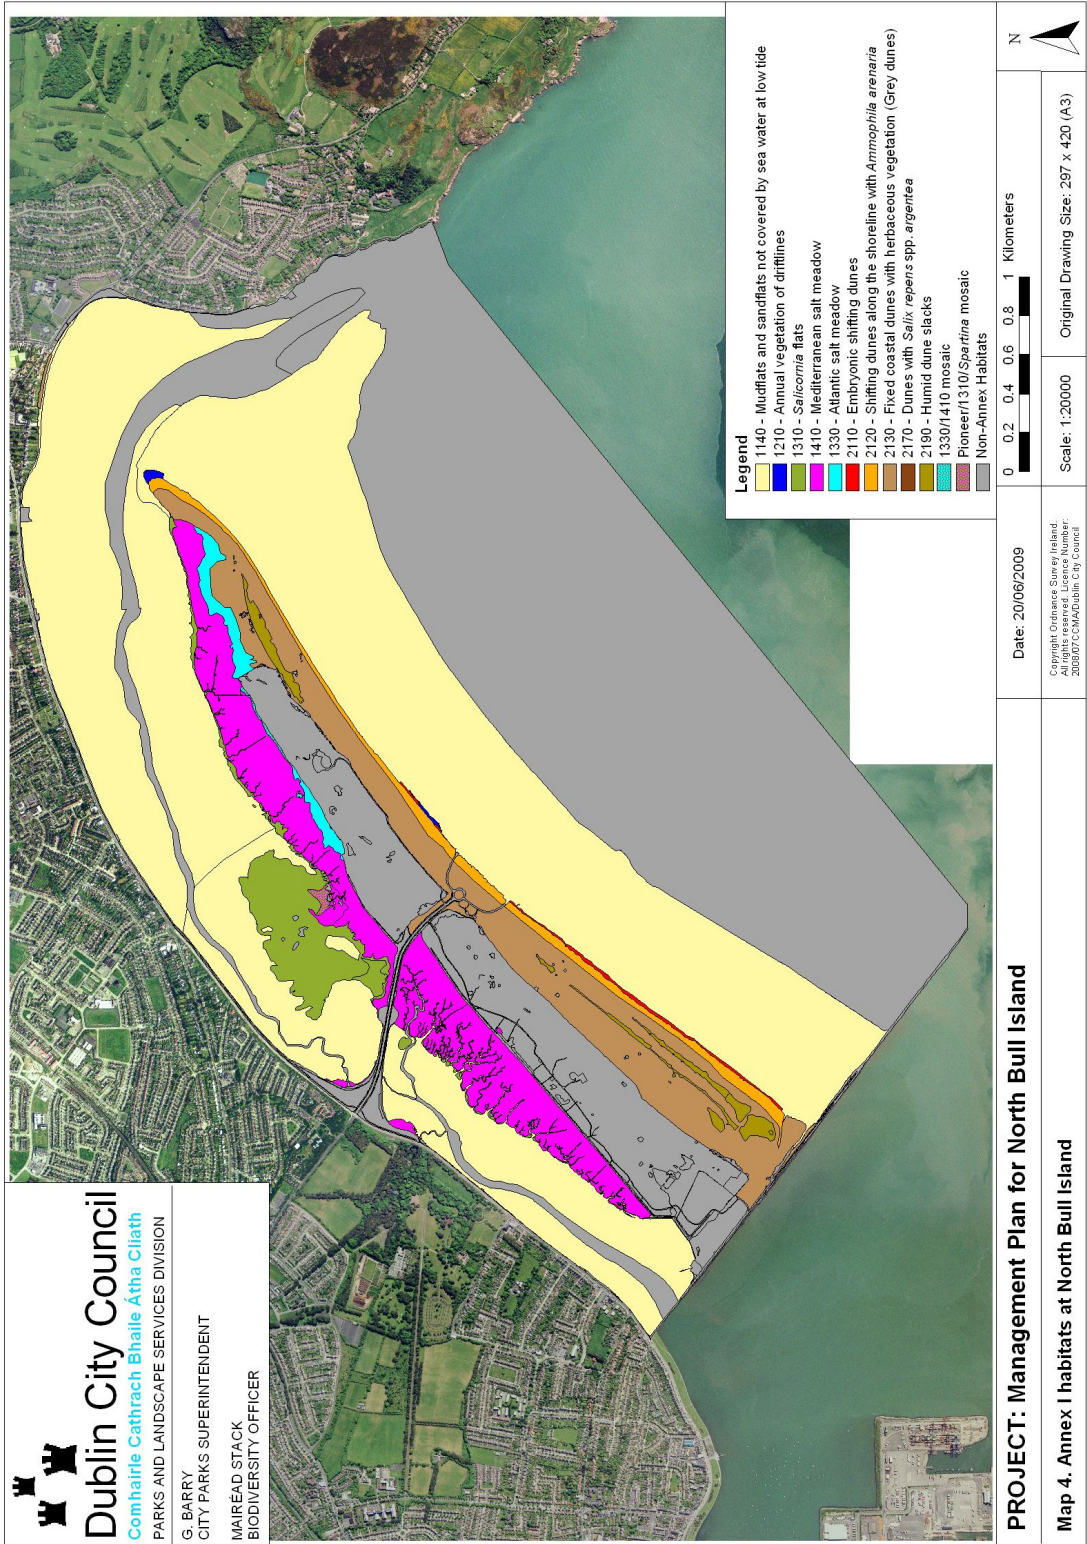 Dublin City Council
Comhairle Cathrach Bhaile Átha Cliath
PARKS AND LANDSCAPE SERVICES DIVISION
G. BARRY
CITY PARKS SUPERINTENDENT
MAIRÉAD STACK
BIODIVERSITY OFFICER
Legend
1140 - Mudflats and sandflats not covered by sea water at low tide
1210 - Annual vegetation of driftlines
1310 - Salicornia flats
1410 - Mediterranean salt meadow
1330 - Atlantic salt meadow
2110 - Embryonic shifting dunes
2120 - Shifting dunes along the shoreline with Ammophila arenaria
2130 - Fixed coastal dunes with herbaceous vegetation (Grey dunes)
2170 - Dunes with Salix repens spp. argentea
2190 - Humid dune slacks
1330/1410 mosaic
Pioneer/1310/Spartina mosaic
Non-Annex Habitats
0 0.2 0.4 0.6 0.8 1 Kilometers
N
PROJECT: Management Plan for North Bull Island
Date: 20/06/2009
Map 4. Annex I habitats at North Bull Island
Copyright Ordnance Survey Ireland.
All rights reserved. Licence Number:
2008/07CCMA/Dublin City Council
Scale: 1:20000
Original Drawing Size: 297 x 420 (A3)